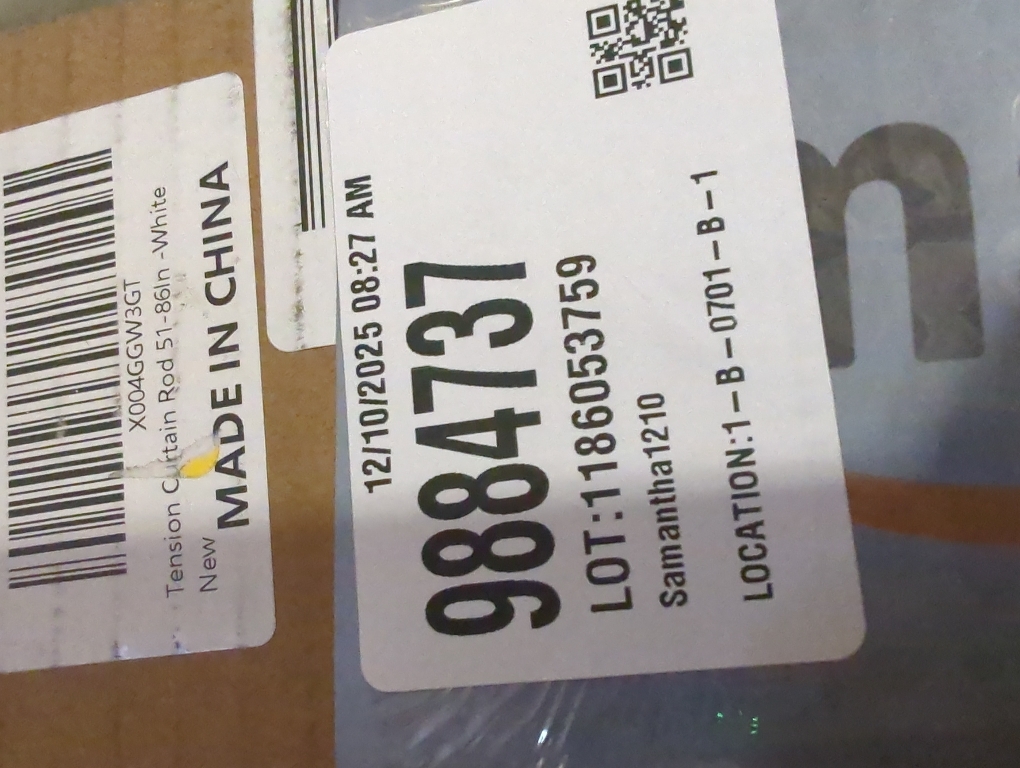 X004GGW3GT
Tension Curtain Rod 51-86In -White
New
MADE IN CHINA
12/10/2025 08:27 AM
9884737
LOT:1186053759
Samantha1210
LOCATION:1-B-0701-B-1